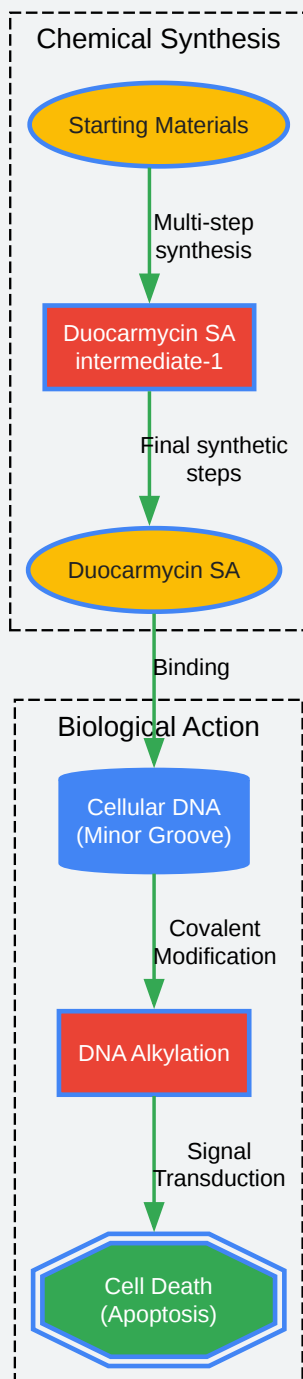 Chemical Synthesis
Starting Materials
Multi-step
synthesis
Duocarmycin SA
intermediate-1
Final synthetic
steps
Duocarmycin SA
Binding
Biological Action
Cellular DNA
(Minor Groove)
Covalent
Modification
DNA Alkylation
Signal
Transduction
Cell Death
(Apoptosis)